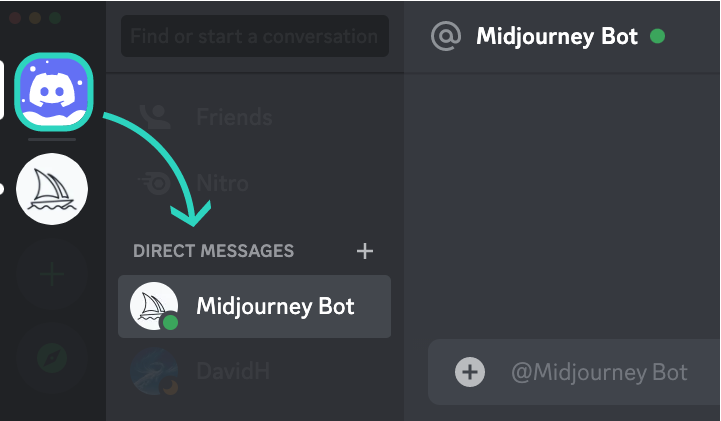 Find or start a conversation
Midjourney Bot
Friends
Nitro
DIRECT MESSAGES
Midjourney Bot
DavidH
@Midjourney Bot